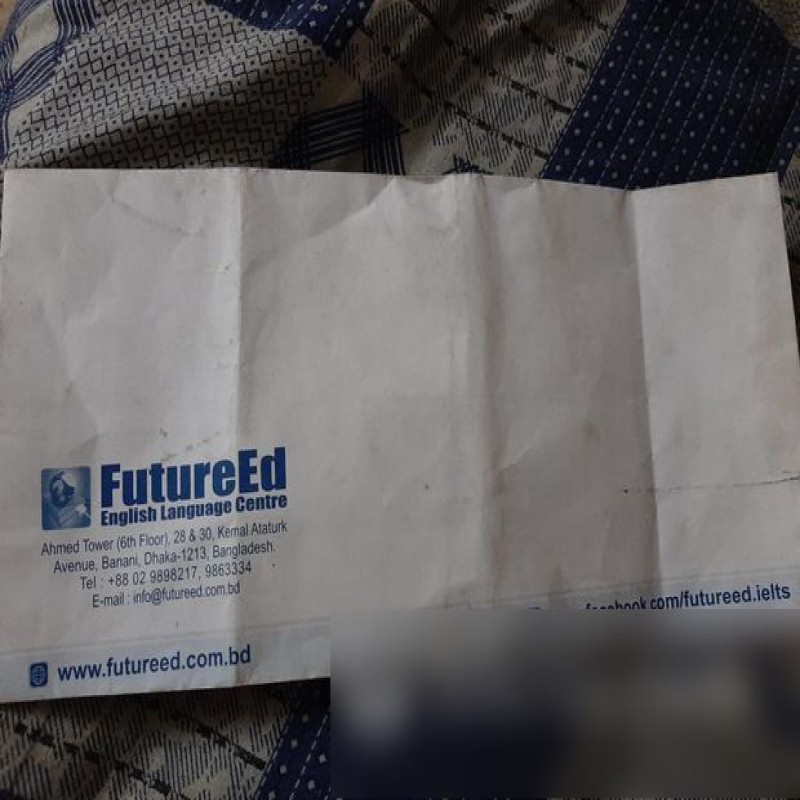 FutureEd
English Language Centre
Ahmed Tower (6th Floor), 28 & 30, Kemal Ataturk
Avenue, Banani, Dhaka-1213, Bangladesh.
Tel : +88 02 9898217, 9863334
E-mail : info@futureed.com.bd
facebook.com/futureed.ielts
www.futureed.com.bd